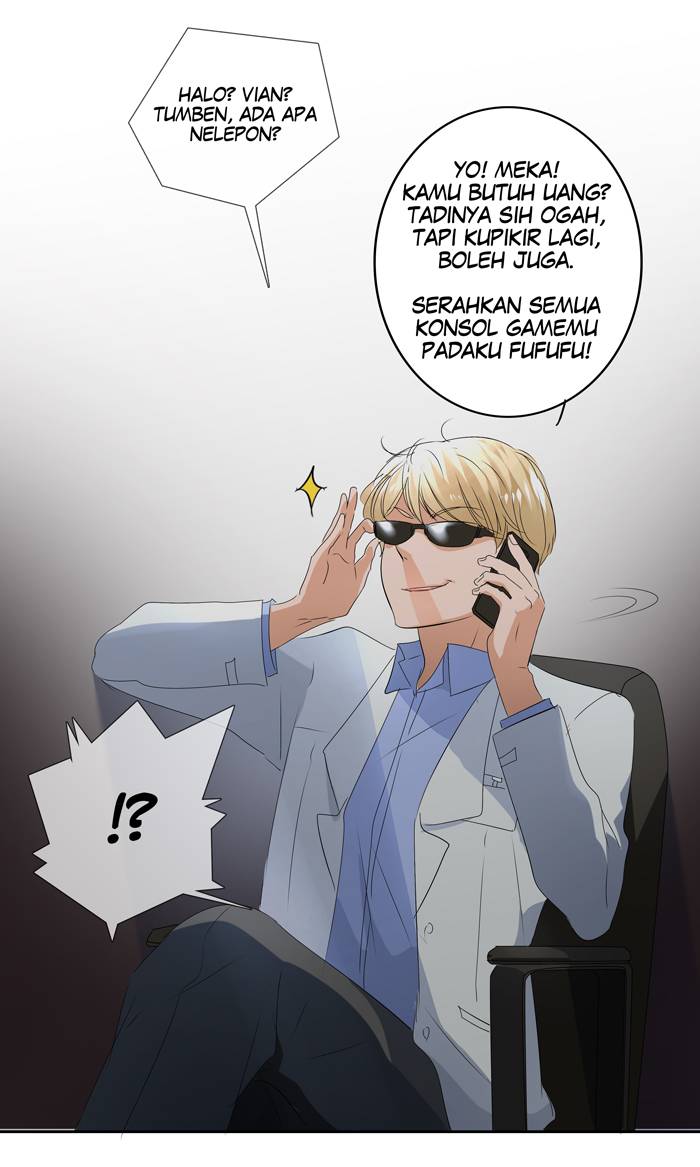 HALO? VIAN?
TUMBEN, ADA APA
NELEPON?
YO! MEKA!
KAMU BUTUH UANG?
TADINYA SIH OGAH,
TAPI KUPIKIR LAGI,
BOLEH JUGA.
SERAHKAN SEMUA
KONSOL GAMEMU
PADAKU FUFUFU!
!?